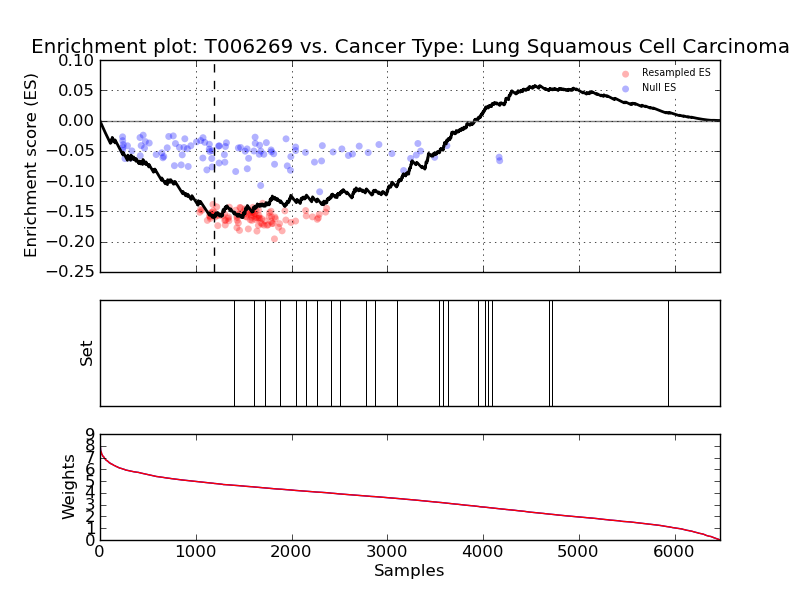 Enrichment plot: T006269 vs. Cancer Type: Lung Squamous Cell Carcinoma
0.10
0.05
0.00
−0.05
−0.10
−0.15
−0.20
−0.25
Enrichment score (ES)
Resampled ES
Null ES
Set
9
8
7
6
5
4
3
2
1
0
Weights
0 1000 2000 3000 4000 5000 6000
Samples